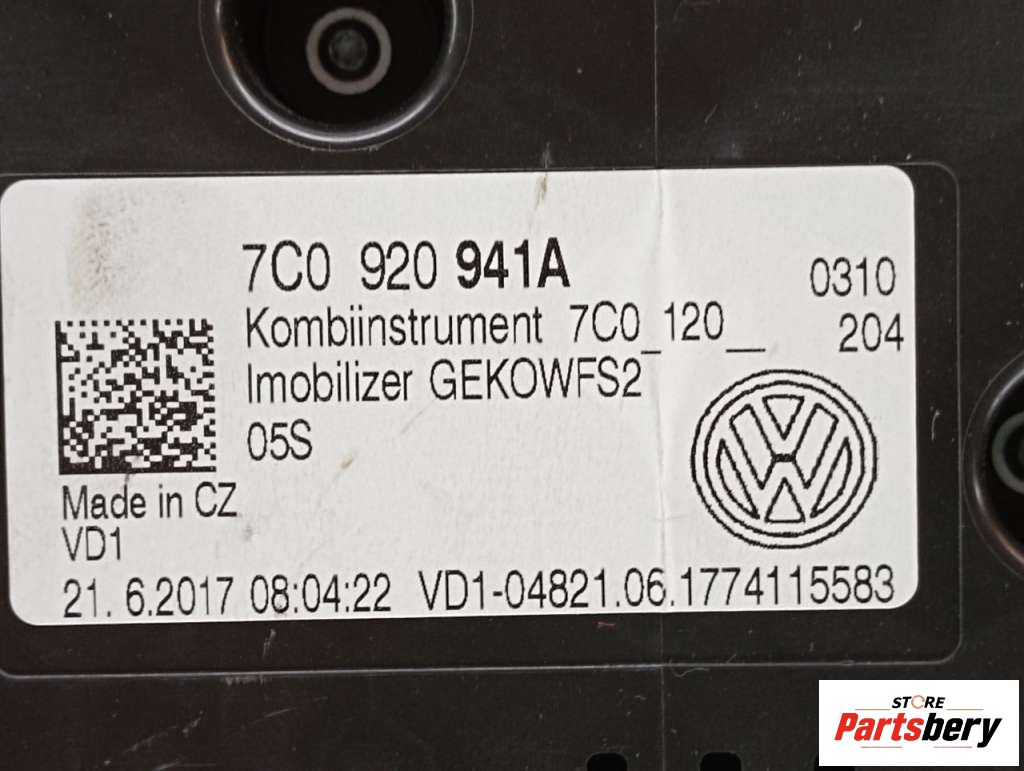 7C0 920 941A 0310
Kombiinstrument 7C0_120__ 204
Imobilizer GEKOWFS2
05S
Made in CZ
VD1
21. 6.2017 08:04:22 VD1-04821.06.1774115583
STORE
Partsbery